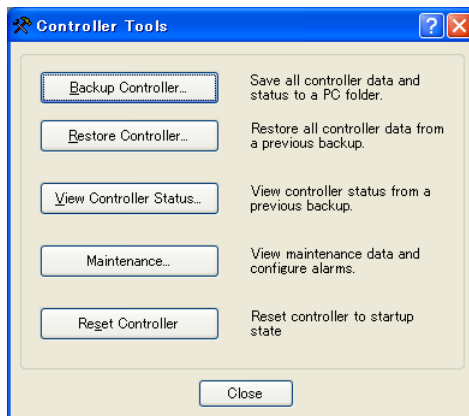 Controller Tools
Backup Controller...
Save all controller data and
status to a PC folder.
Restore Controller...
Restore all controller data from
a previous backup.
View Controller Status...
View controller status from a
previous backup.
Maintenance...
View maintenance data and
configure alarms.
Reset Controller
Reset controller to startup
state
Close